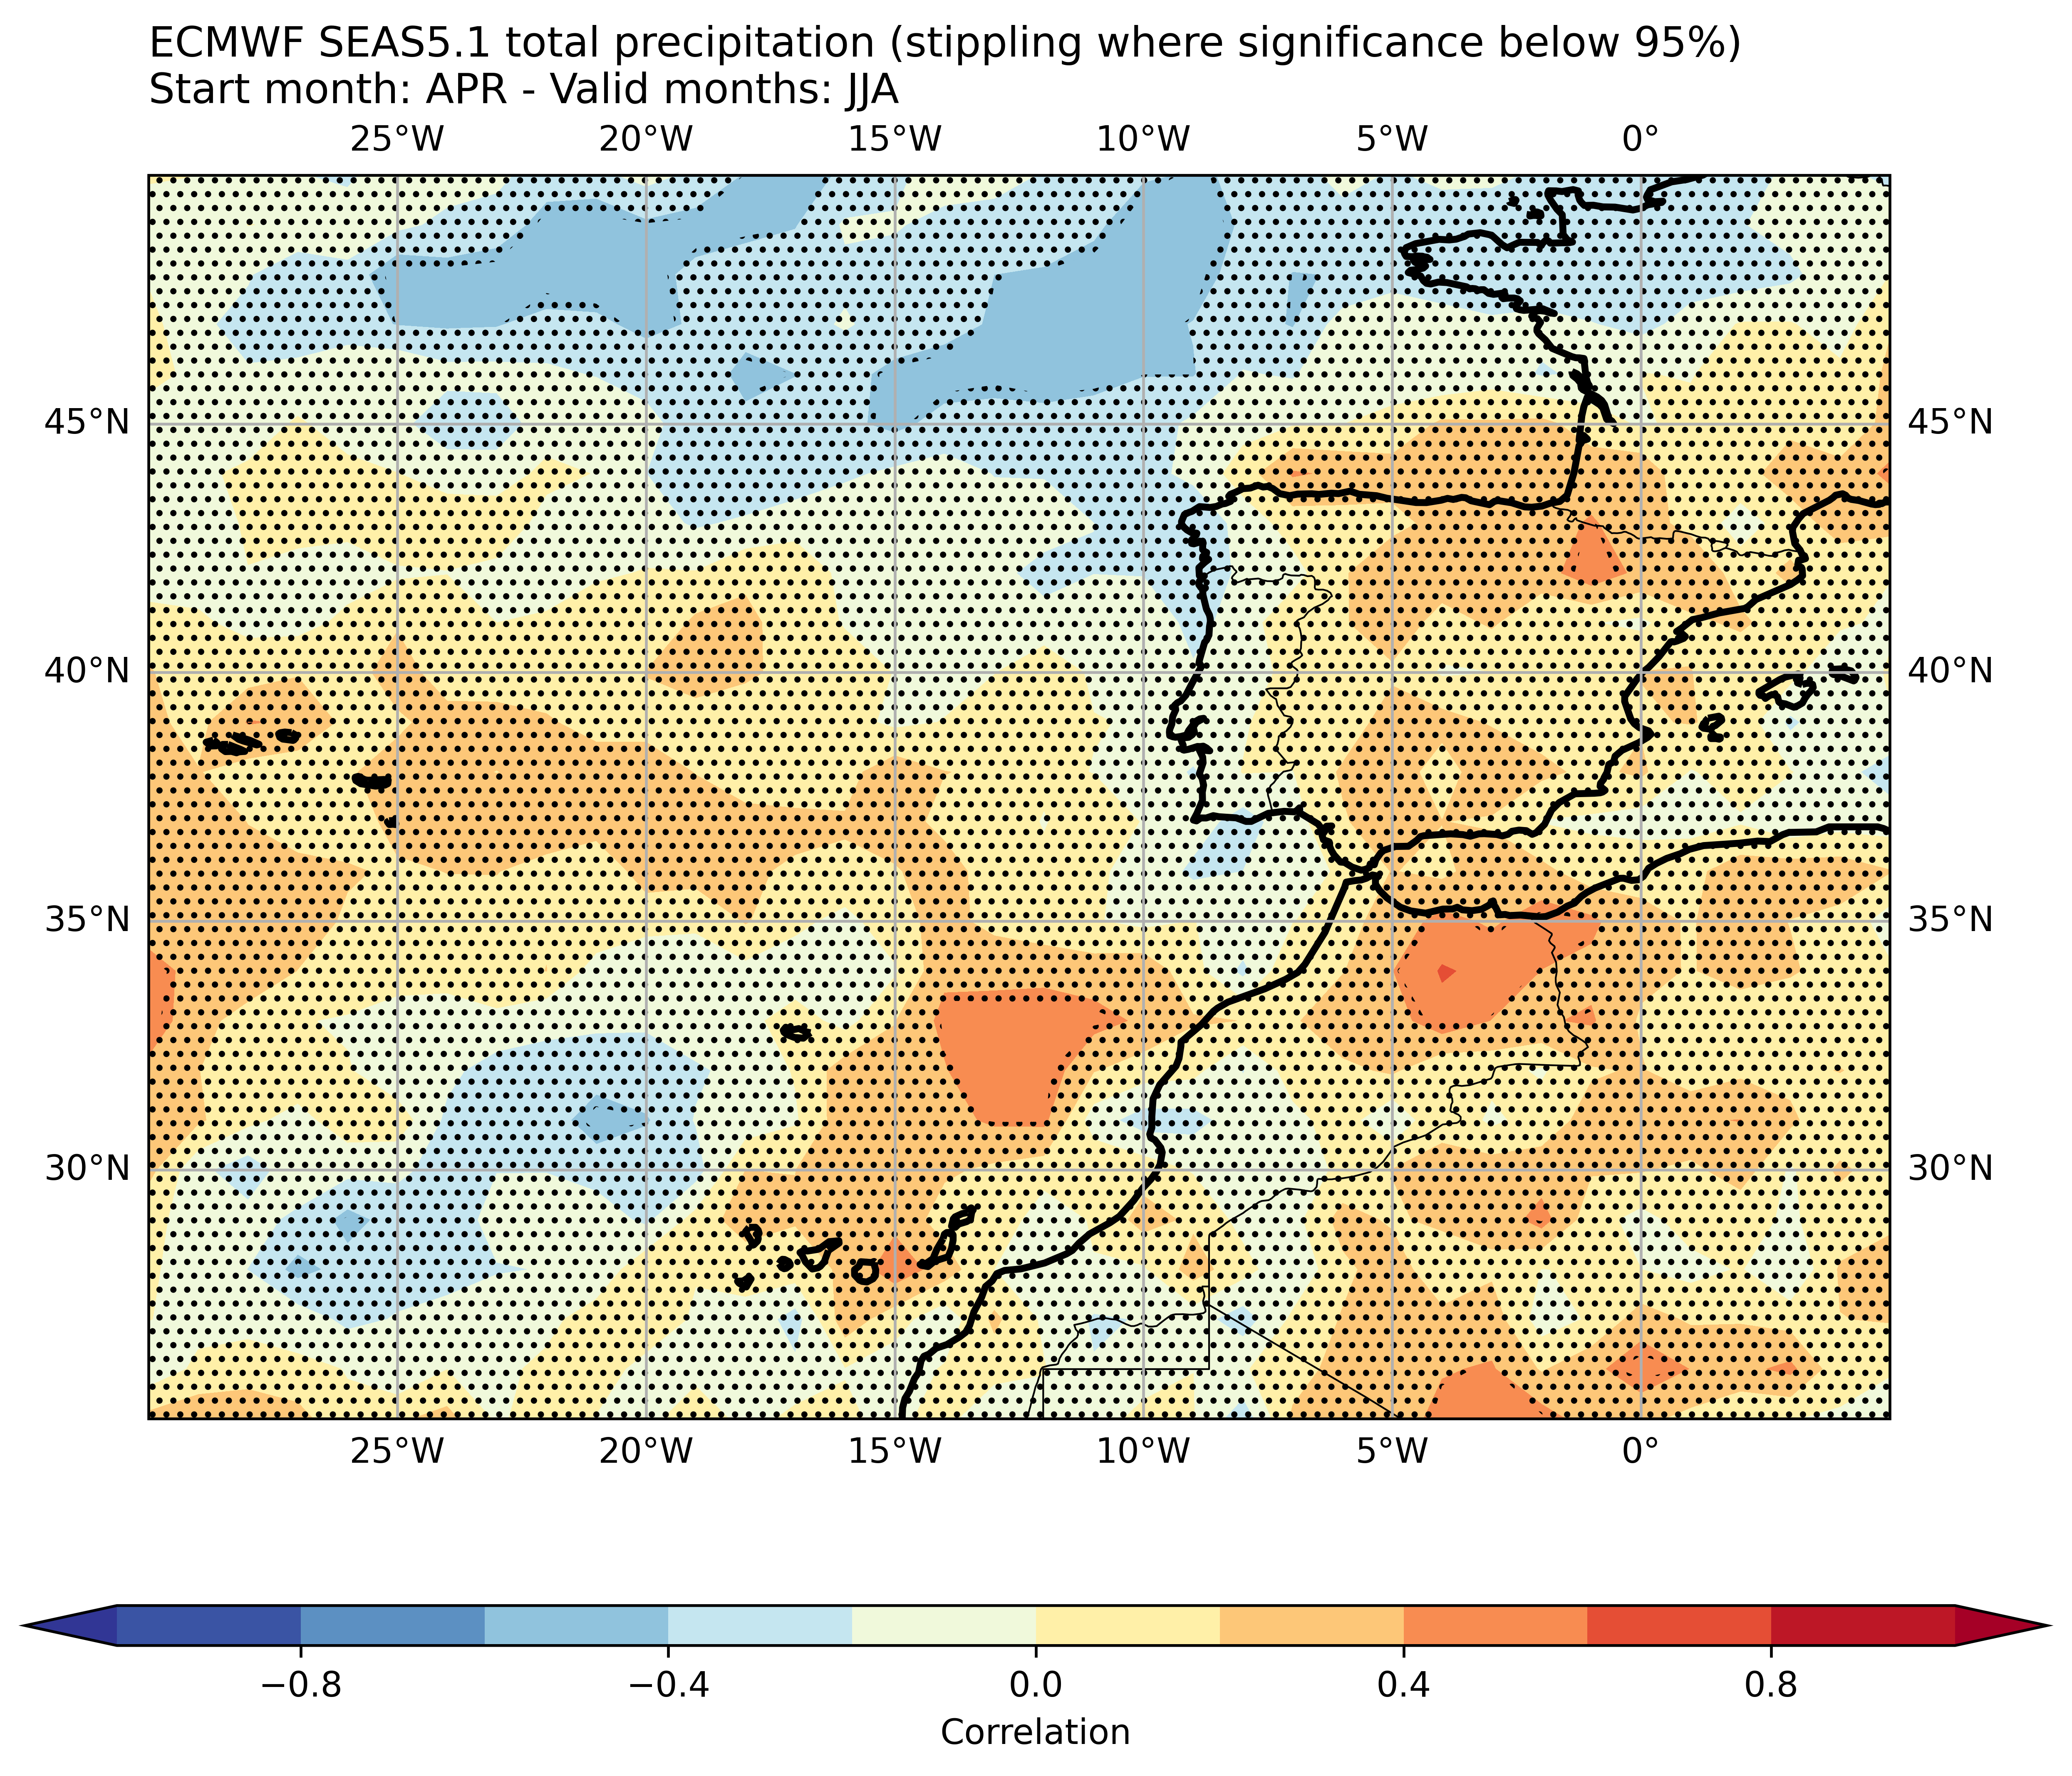 ECMWF SEAS5.1 total precipitation (stippling where significance below 95%)
Start month: APR - Valid months: JJA
25°W 20°W 15°W 10°W 5°W 0°
45°N 45°N
40°N 40°N
35°N 35°N
30°N 30°N
25°W 20°W 15°W 10°W 5°W 0°
−0.8 −0.4 0.0 0.4 0.8
Correlation